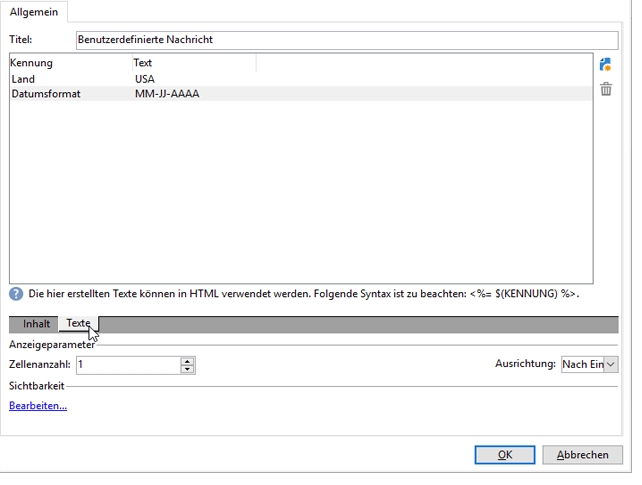 Allgemein
Titel: Benutzerdefinierte Nachricht
Kennung Text
Land USA
Datumsformat MM-JJ-AAAA
? Die hier erstellten Texte können in HTML verwendet werden. Folgende Syntax ist zu beachten: <%= $(KENNUNG) %>.
Inhalt Texte
Anzeigeparameter
Zellenanzahl: 1 Ausrichtung: Nach Ein
Sichtbarkeit
Bearbeiten...
OK Abbrechen